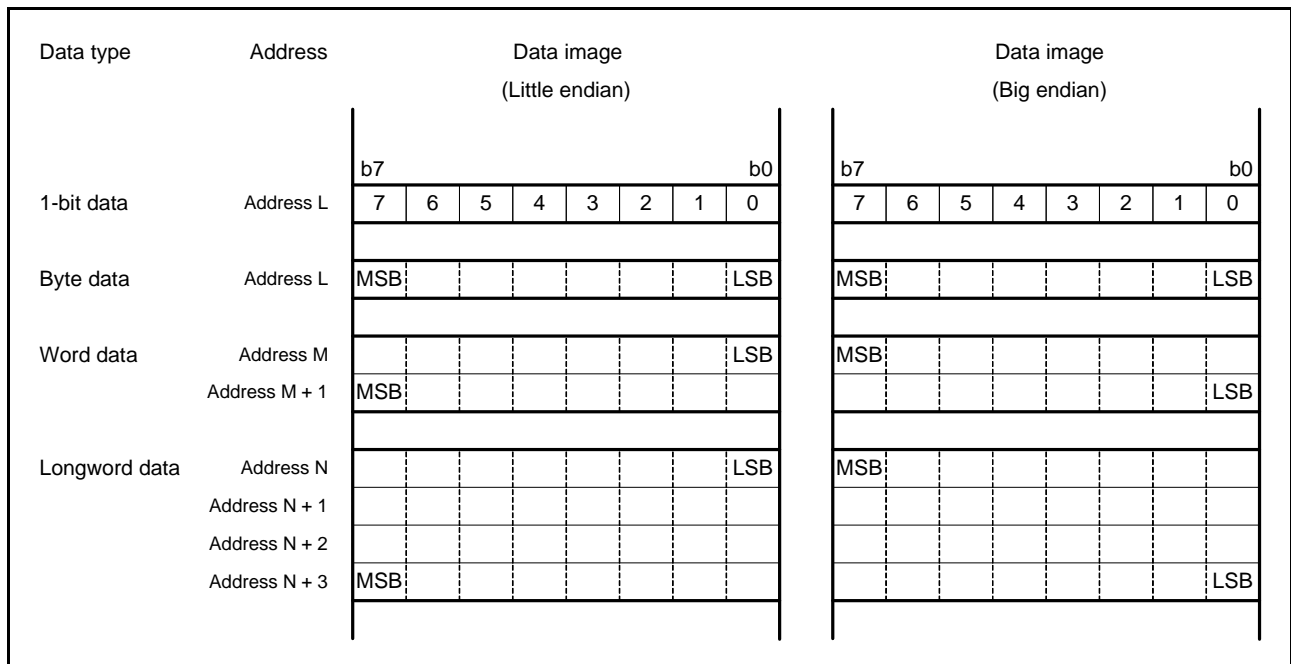 Data type Address Data image Data image
(Little endian) (Big endian)
b7 b0 b7 b0
1-bit data Address L 7 6 5 4 3 2 1 0 7 6 5 4 3 2 1 0
Byte data Address L MSB LSB MSB LSB
Word data Address M LSB MSB
Address M + 1 MSB LSB
Longword data Address N LSB MSB
Address N + 1
Address N + 2
Address N + 3 MSB LSB